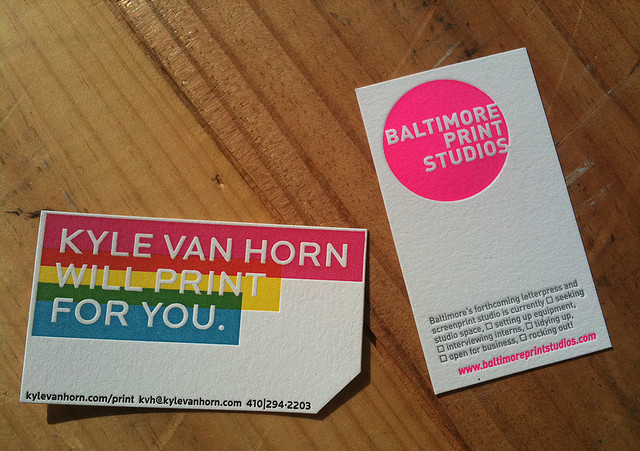 KYLE VAN HORN
WILL PRINT
FOR YOU.
kylevanhorn.com/print kvh@kylevanhorn.com 410|294-2203
BALTIMORE
PRINT
STUDIOS
Baltimore's forthcoming letterpress and
screenprint studio is currently ☐ seeking
studio space, ☐ setting up equipment,
☐ interviewing interns, ☐ tidying up,
☐ open for business, ☐ rocking out!
www.baltimoreprintstudios.com